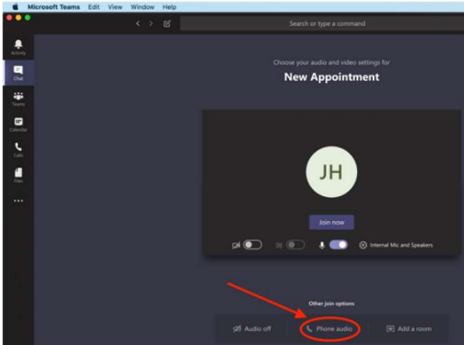 Microsoft Teams Edit View Window Help
Search or type a command
Activity
Chat
Teams
Calendar
Calls
Files
Choose your audio and video settings for
New Appointment
JH
Join now
Internal Mic and Speakers
Other join options
Audio off
Phone audio
Add a room